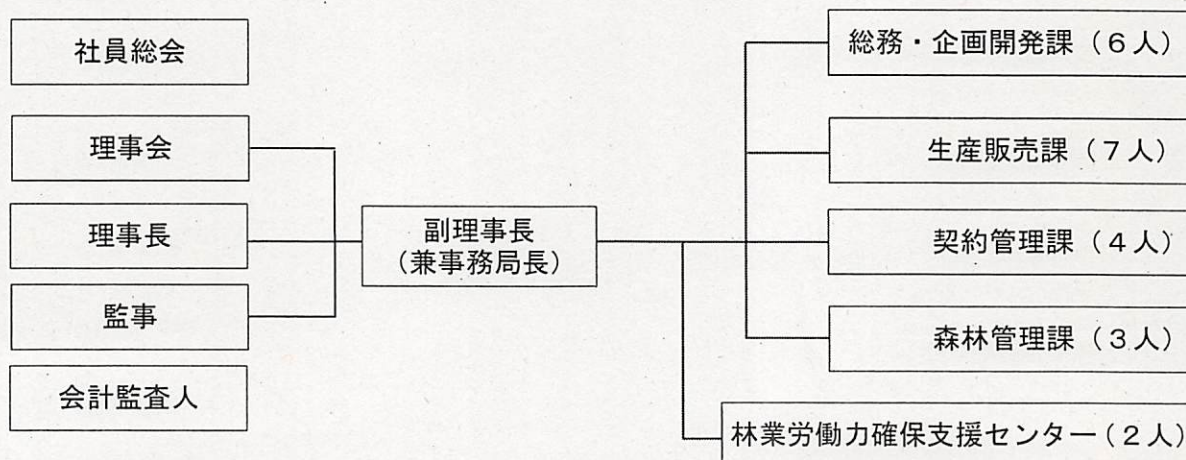 社員総会
理事会
理事長
監事
会計監査人
副理事長
(兼事務局長)
総務・企画開発課(6人)
生産販売課(7人)
契約管理課(4人)
森林管理課(3人)
林業労働力確保支援センター(2人)